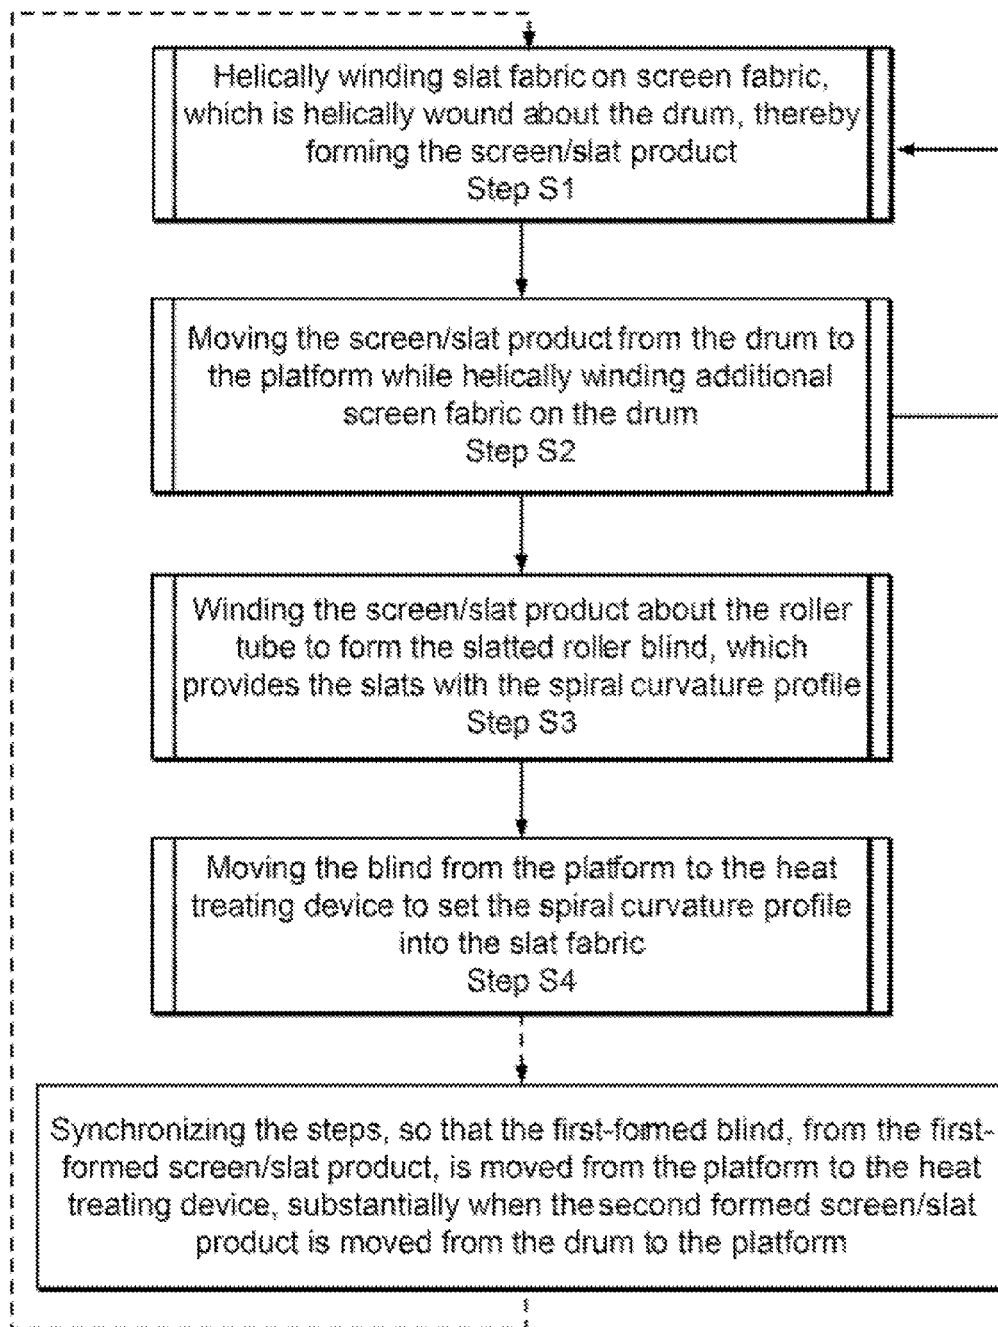 Helically winding slat fabric on screen fabric,
which is helically wound about the drum, thereby
forming the screen/slat product
Step S1
Moving the screen/slat product from the drum to
the platform while helically winding additional
screen fabric on the drum
Step S2
Winding the screen/slat product about the roller
tube to form the slatted roller blind, which
provides the slats with the spiral curvature profile
Step S3
Moving the blind from the platform to the heat
treating device to set the spiral curvature profile
into the slat fabric
Step S4
Synchronizing the steps, so that the first-formed blind, from the first-
formed screen/slat product, is moved from the platform to the heat
treating device, substantially when the second formed screen/slat
product is moved from the drum to the platform